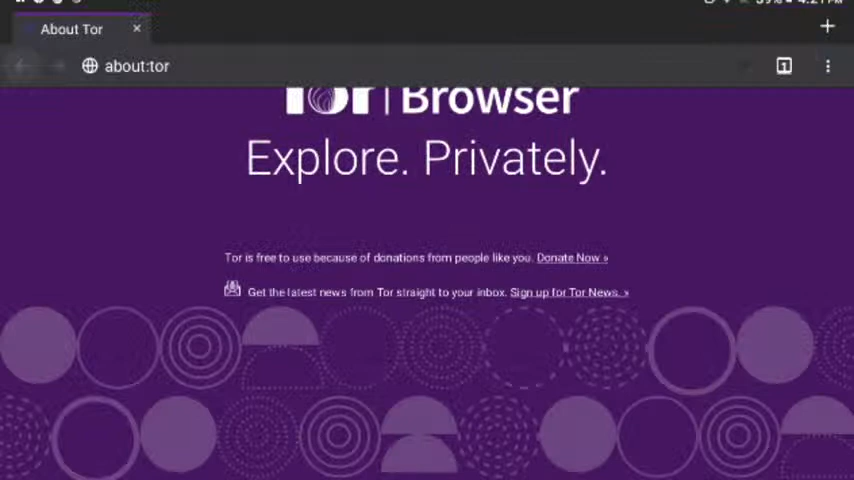 About Tor
about:tor
1
Tor | Browser
Explore. Privately.
Tor is free to use because of donations from people like you. Donate Now »
Get the latest news from Tor straight to your inbox. Sign up for Tor News. »